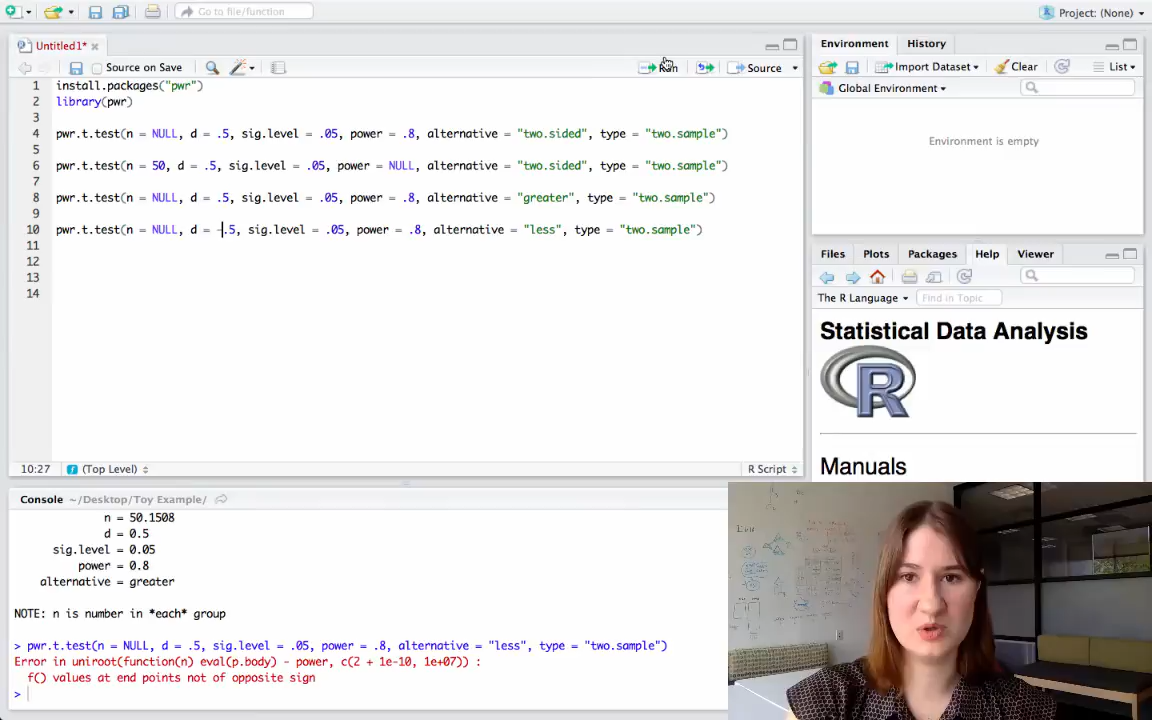 Go to file/function
Project: (None)
Untitled1*
Source on Save
Run
Source
1 install.packages("pwr")
2 library(pwr)
3
4 pwr.t.test(n = NULL, d = .5, sig.level = .05, power = .8, alternative = "two.sided", type = "two.sample")
5
6 pwr.t.test(n = 50, d = .5, sig.level = .05, power = NULL, alternative = "two.sided", type = "two.sample")
7
8 pwr.t.test(n = NULL, d = .5, sig.level = .05, power = .8, alternative = "greater", type = "two.sample")
9
10 pwr.t.test(n = NULL, d = -.5, sig.level = .05, power = .8, alternative = "less", type = "two.sample")
11
12
13
14
10:27
(Top Level)
R Script
Console ~/Desktop/Toy Example/
n = 50.1508
d = 0.5
sig.level = 0.05
power = 0.8
alternative = greater
NOTE: n is number in *each* group
> pwr.t.test(n = NULL, d = .5, sig.level = .05, power = .8, alternative = "less", type = "two.sample")
Error in uniroot(function(n) eval(p.body) - power, c(2 + 1e-10, 1e+07)) :
f() values at end points not of opposite sign
>
Environment
History
Import Dataset
Clear
List
Global Environment
Environment is empty
Files
Plots
Packages
Help
Viewer
The R Language
Find in Topic
Statistical Data Analysis
R
Manuals